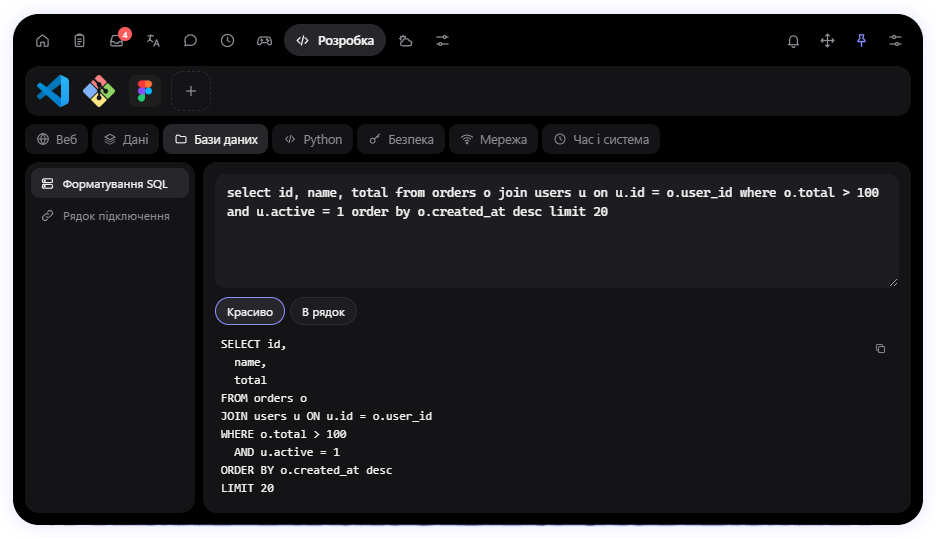 4
Розробка
Веб
Дані
Бази даних
Python
Безпека
Мережа
Час і система
Форматування SQL
Рядок підключення
select id, name, total from orders o join users u on u.id = o.user_id where o.total > 100
and u.active = 1 order by o.created_at desc limit 20
Красиво
В рядок
SELECT id,
  name,
  total
FROM orders o
JOIN users u ON u.id = o.user_id
WHERE o.total > 100
  AND u.active = 1
ORDER BY o.created_at desc
LIMIT 20